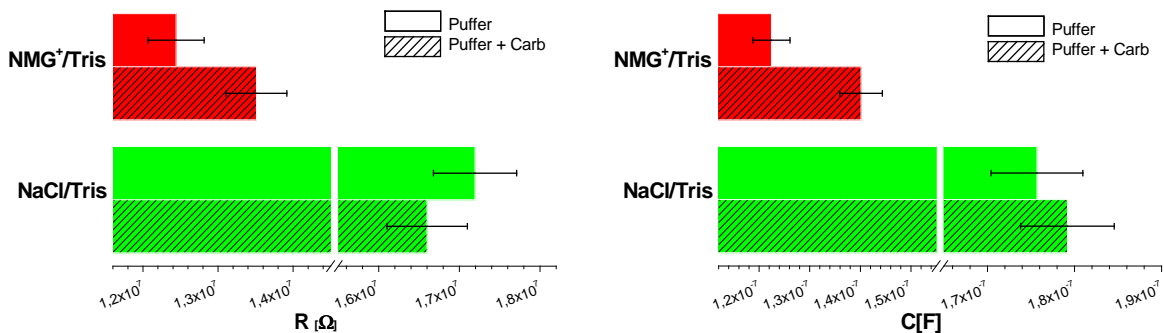 Puffer
Puffer + Carb
NMG⁺/Tris
NaCl/Tris
1,2x10⁻⁷ 1,3x10⁻⁷ 1,4x10⁻⁷ 1,6x10⁻⁷ 1,7x10⁻⁷ 1,8x10⁻⁷
R [Ω]
Puffer
Puffer + Carb
NMG⁺/Tris
NaCl/Tris
1,2x10⁻⁷ 1,3x10⁻⁷ 1,4x10⁻⁷ 1,5x10⁻⁷ 1,7x10⁻⁷ 1,8x10⁻⁷ 1,9x10⁻⁷
C[F]